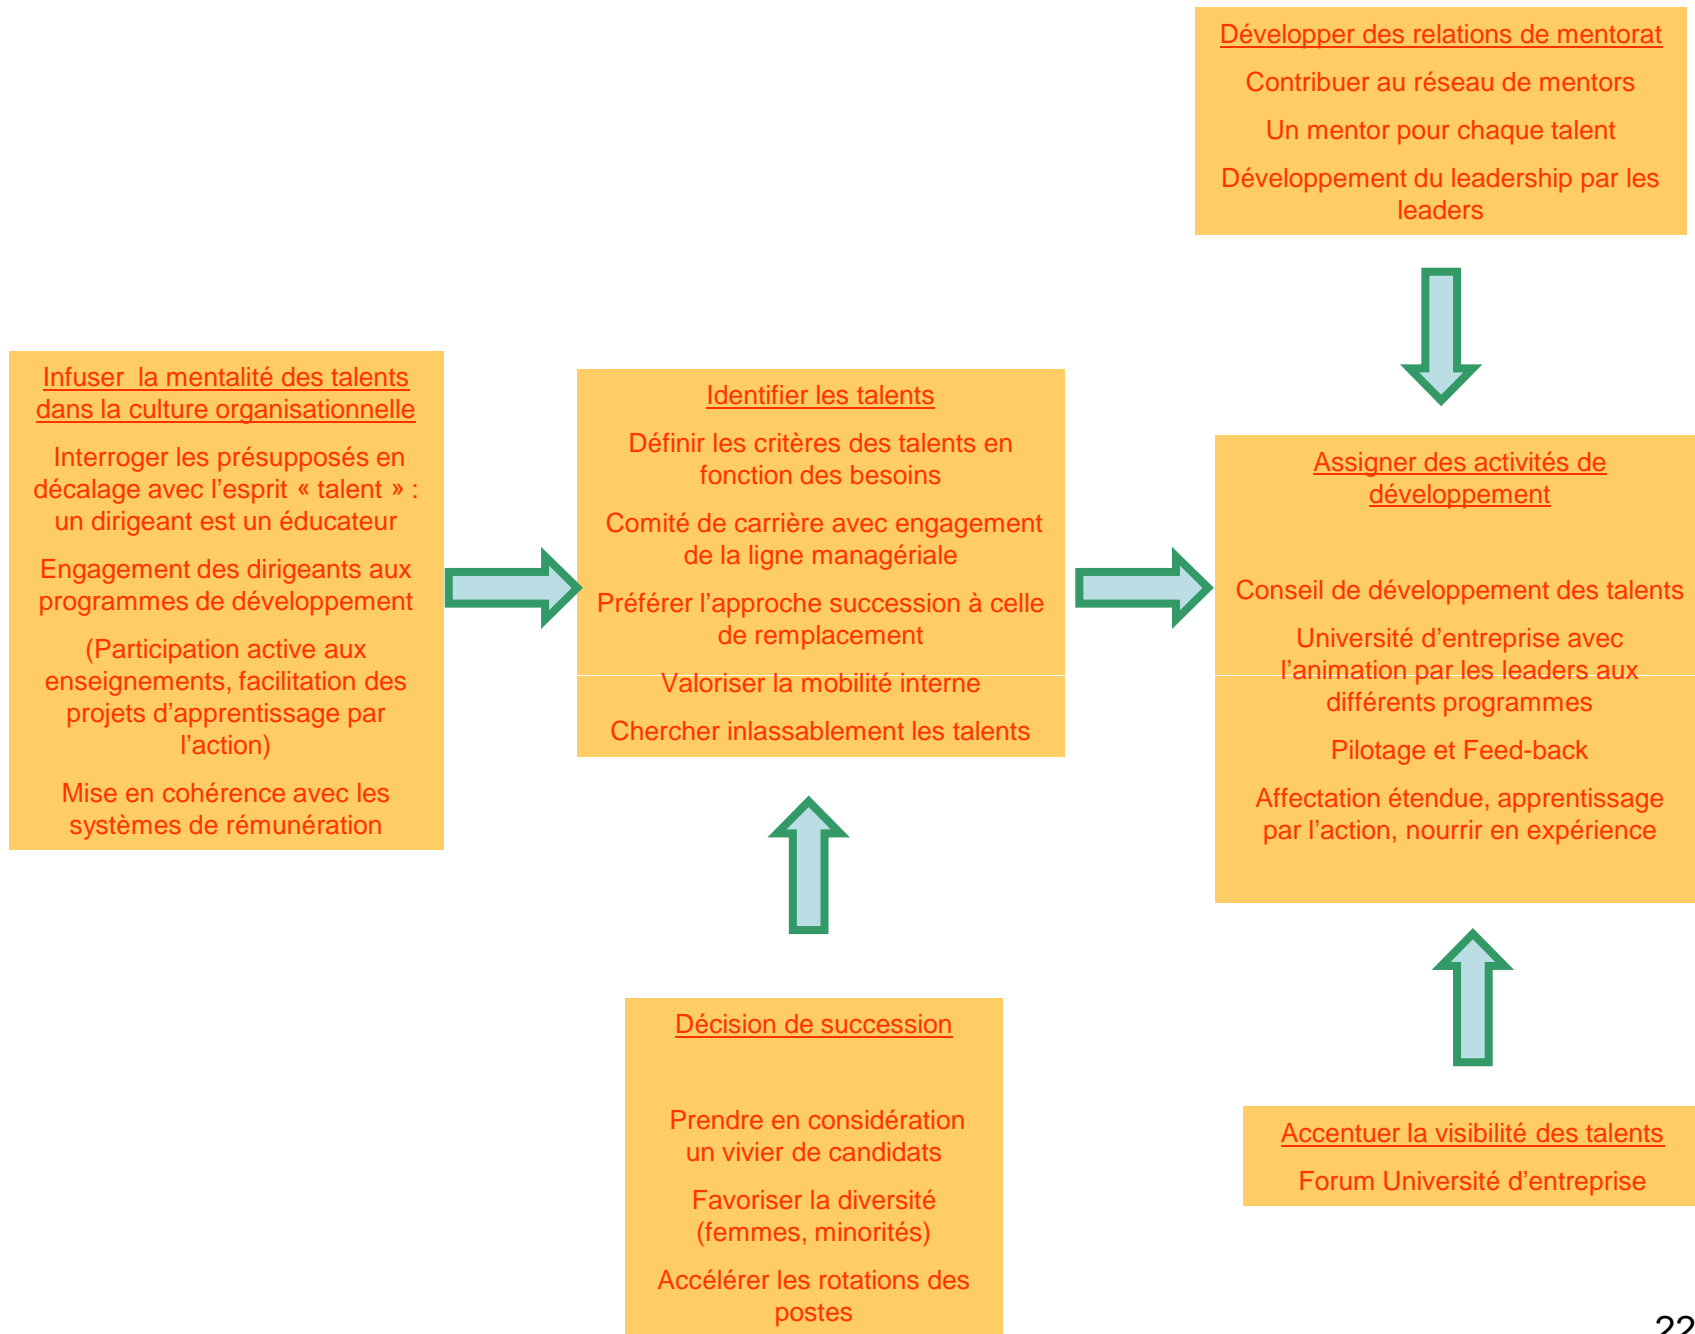 Développer des relations de mentorat
Contribuer au réseau de mentors
Un mentor pour chaque talent
Développement du leadership par les
leaders
Infuser la mentalité des talents
dans la culture organisationnelle
Interroger les présupposés en
décalage avec l’esprit « talent » :
un dirigeant est un éducateur
Engagement des dirigeants aux
programmes de développement
(Participation active aux
enseignements, facilitation des
projets d’apprentissage par
l’action)
Mise en cohérence avec les
systèmes de rémunération
Identifier les talents
Définir les critères des talents en
fonction des besoins
Comité de carrière avec engagement
de la ligne managériale
Préférer l’approche succession à celle
de remplacement
Valoriser la mobilité interne
Chercher inlassablement les talents
Assigner des activités de
développement
Conseil de développement des talents
Université d’entreprise avec
l’animation par les leaders aux
différents programmes
Pilotage et Feed-back
Affectation étendue, apprentissage
par l’action, nourrir en expérience
Décision de succession
Prendre en considération
un vivier de candidats
Favoriser la diversité
(femmes, minorités)
Accélérer les rotations des
postes
Accentuer la visibilité des talents
Forum Université d’entreprise
22